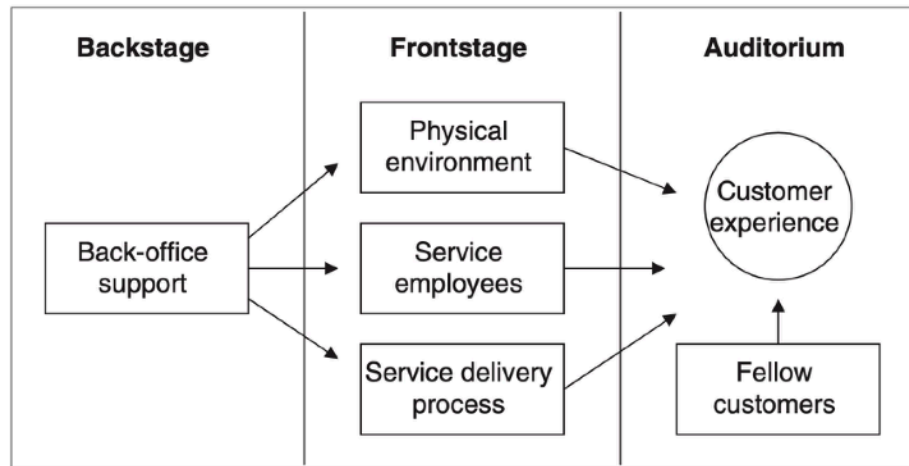 Backstage
Frontstage
Auditorium
Back-office
support
Physical
environment
Service
employees
Service delivery
process
Customer
experience
Fellow
customers